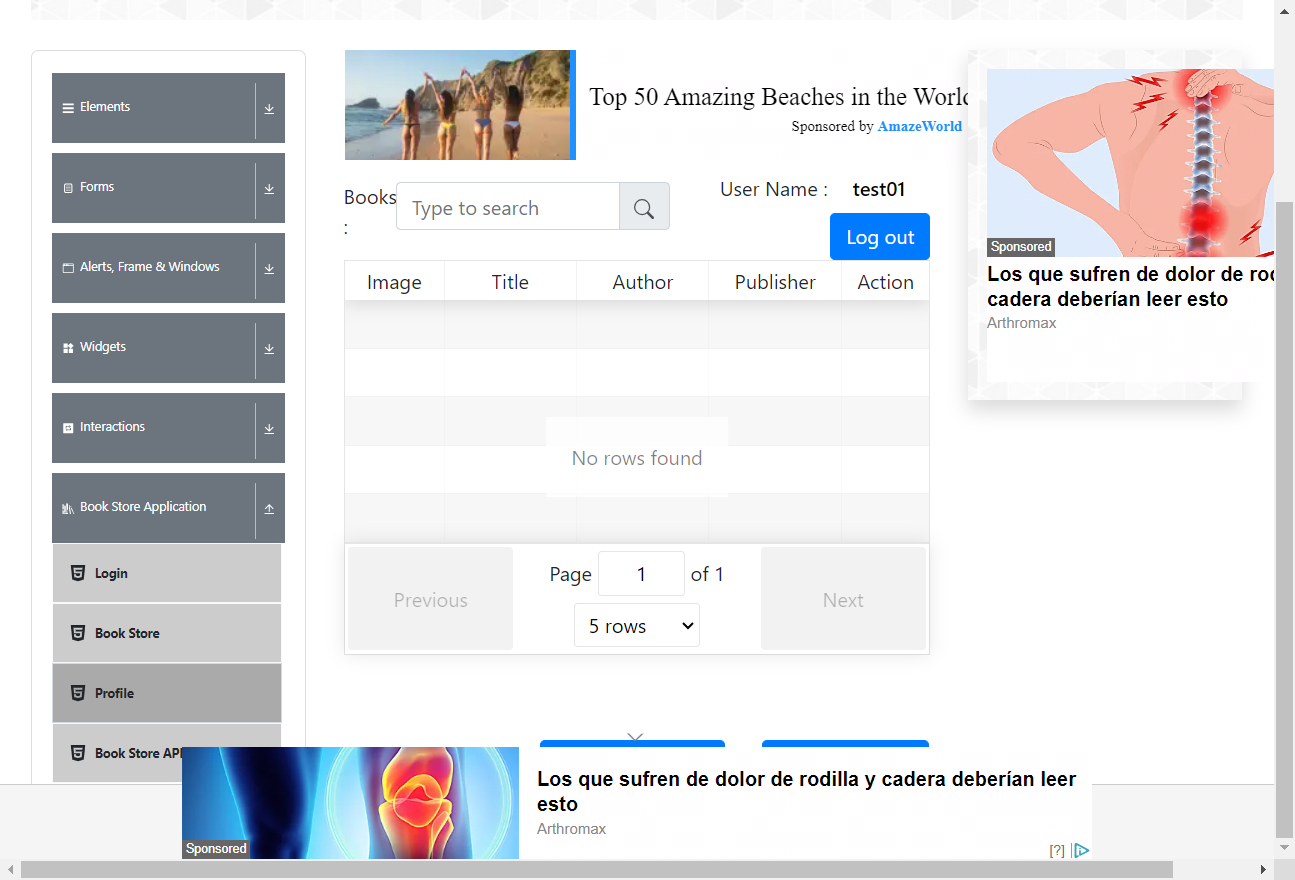 Elements
Forms
Alerts, Frame & Windows
Widgets
Interactions
Book Store Application
Login
Book Store
Profile
Book Store API
Top 50 Amazing Beaches in the World
Sponsored by AmazeWorld
Books
:
Type to search
User Name : test01
Log out
Image Title Author Publisher Action
No rows found
Previous
Page 1 of 1
5 rows
Next
Sponsored
Los que sufren de dolor de rod
cadera deberían leer esto
Arthromax
Sponsored
Los que sufren de dolor de rodilla y cadera deberían leer
esto
Arthromax
[?]